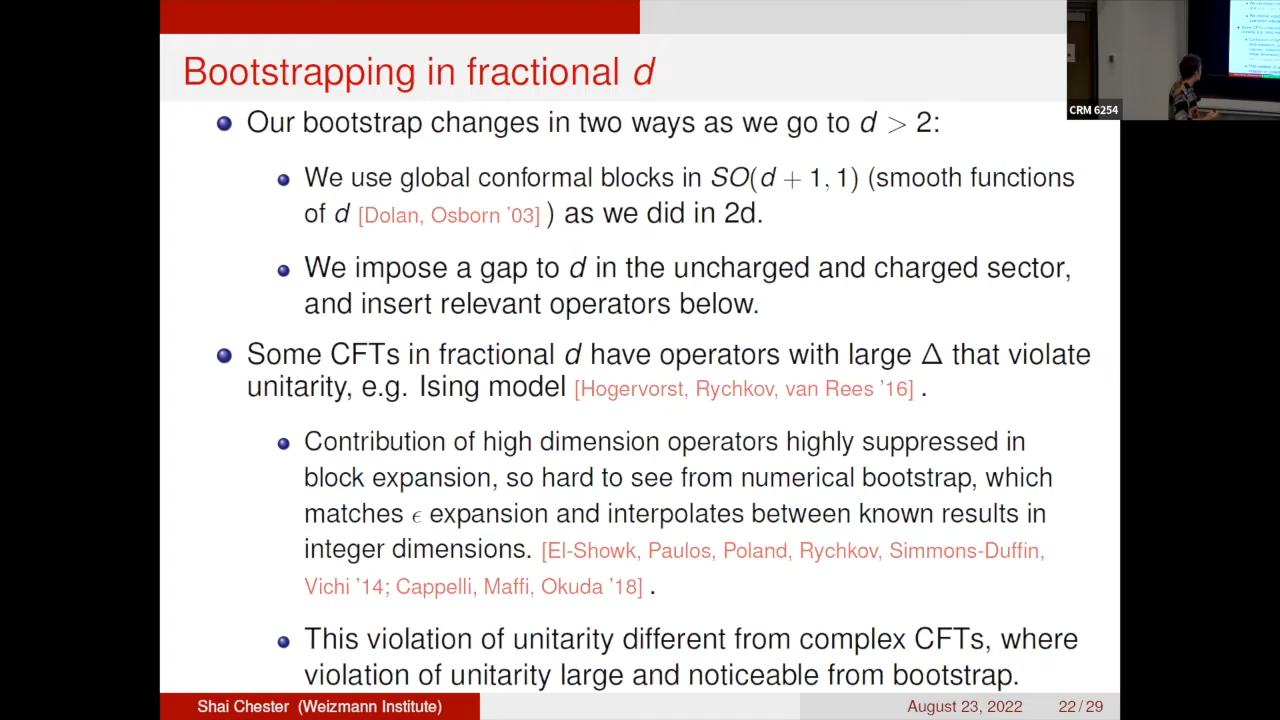 Bootstrapping in fractional d
Our bootstrap changes in two ways as we go to d > 2:
We use global conformal blocks in SO(d + 1, 1) (smooth functions
of d [Dolan, Osborn '03] ) as we did in 2d.
We impose a gap to d in the uncharged and charged sector,
and insert relevant operators below.
Some CFTs in fractional d have operators with large Δ that violate
unitarity, e.g. Ising model [Hogervorst, Rychkov, van Rees '16] .
Contribution of high dimension operators highly suppressed in
block expansion, so hard to see from numerical bootstrap, which
matches ϵ expansion and interpolates between known results in
integer dimensions. [El-Showk, Paulos, Poland, Rychkov, Simmons-Duffin,
Vichi '14; Cappelli, Maffi, Okuda '18] .
This violation of unitarity different from complex CFTs, where
violation of unitarity large and noticeable from bootstrap.
Shai Chester (Weizmann Institute)
August 23, 2022
22 / 29
CRM 6254